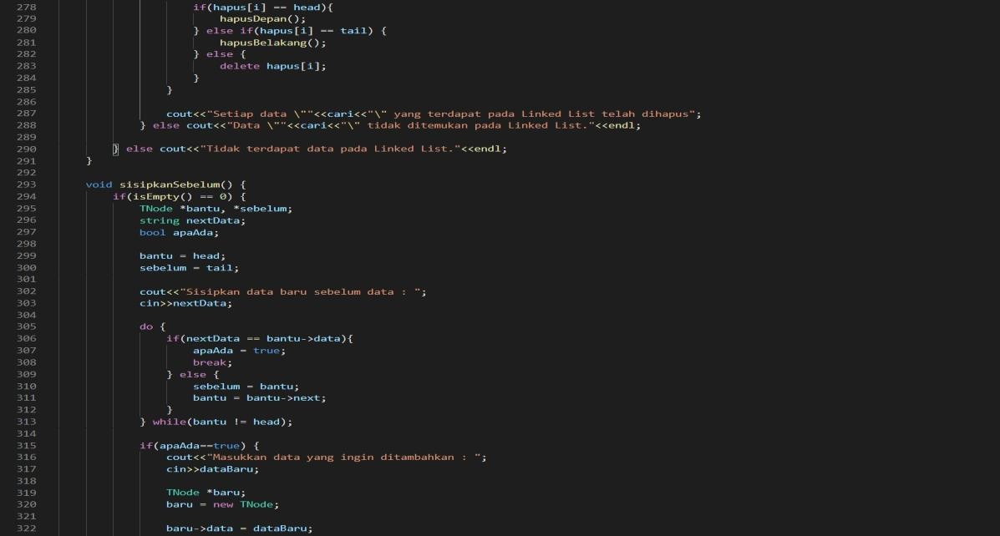 278 if(hapus[i] == head){
279 hapusDepan();
280 } else if(hapus[i] == tail) {
281 hapusBelakang();
282 } else {
283 delete hapus[i];
284 }
285 }
286
287 cout<<"Setiap data \""<<cari<<"\" yang terdapat pada Linked List telah dihapus";
288 } else cout<<"Data \""<<cari<<"\" tidak ditemukan pada Linked List."<<endl;
289
290 } else cout<<"Tidak terdapat data pada Linked List."<<endl;
291 }
292
293 void sisipkanSebelum() {
294 if(isEmpty() == 0) {
295 TNode *bantu, *sebelum;
296 string nextData;
297 bool apaAda;
298
299 bantu = head;
300 sebelum = tail;
301
302 cout<<"Sisipkan data baru sebelum data : ";
303 cin>>nextData;
304
305 do {
306 if(nextData == bantu->data){
307 apaAda = true;
308 break;
309 } else {
310 sebelum = bantu;
311 bantu = bantu->next;
312 }
313 } while(bantu != head);
314
315 if(apaAda==true) {
316 cout<<"Masukkan data yang ingin ditambahkan : ";
317 cin>>dataBaru;
318
319 TNode *baru;
320 baru = new TNode;
321
322 baru->data = dataBaru;